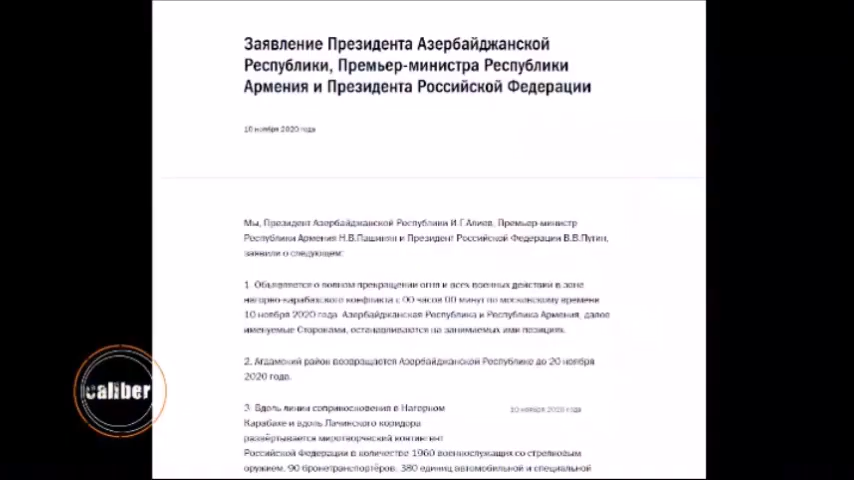 Заявление Президента Азербайджанской
Республики, Премьер-министра Республики
Армения и Президента Российской Федерации
10 ноября 2020 года
Мы, Президент Азербайджанской Республики И.Г.Алиев, Премьер-министр
Республики Армения Н.В.Пашинян и Президент Российской Федерации В.В.Путин,
заявили о следующем:
1. Объявляется о полном прекращении огня и всех военных действий в зоне
нагорно-карабахского конфликта с 00 часов 00 минут по московскому времени
10 ноября 2020 года. Азербайджанская Республика и Республика Армения, далее
именуемые Сторонами, останавливаются на занимаемых ими позициях.
2. Агдамский район возвращается Азербайджанской Республике до 20 ноября
2020 года.
3. Вдоль линии соприкосновения в Нагорном
10 ноября 2020 года
Карабахе и вдоль Лачинского коридора
развёртывается миротворческий контингент
Российской Федерации в количестве 1960 военнослужащих со стрелковым
оружием, 90 бронетранспортёров, 380 единиц автомобильной и специальной
caliber